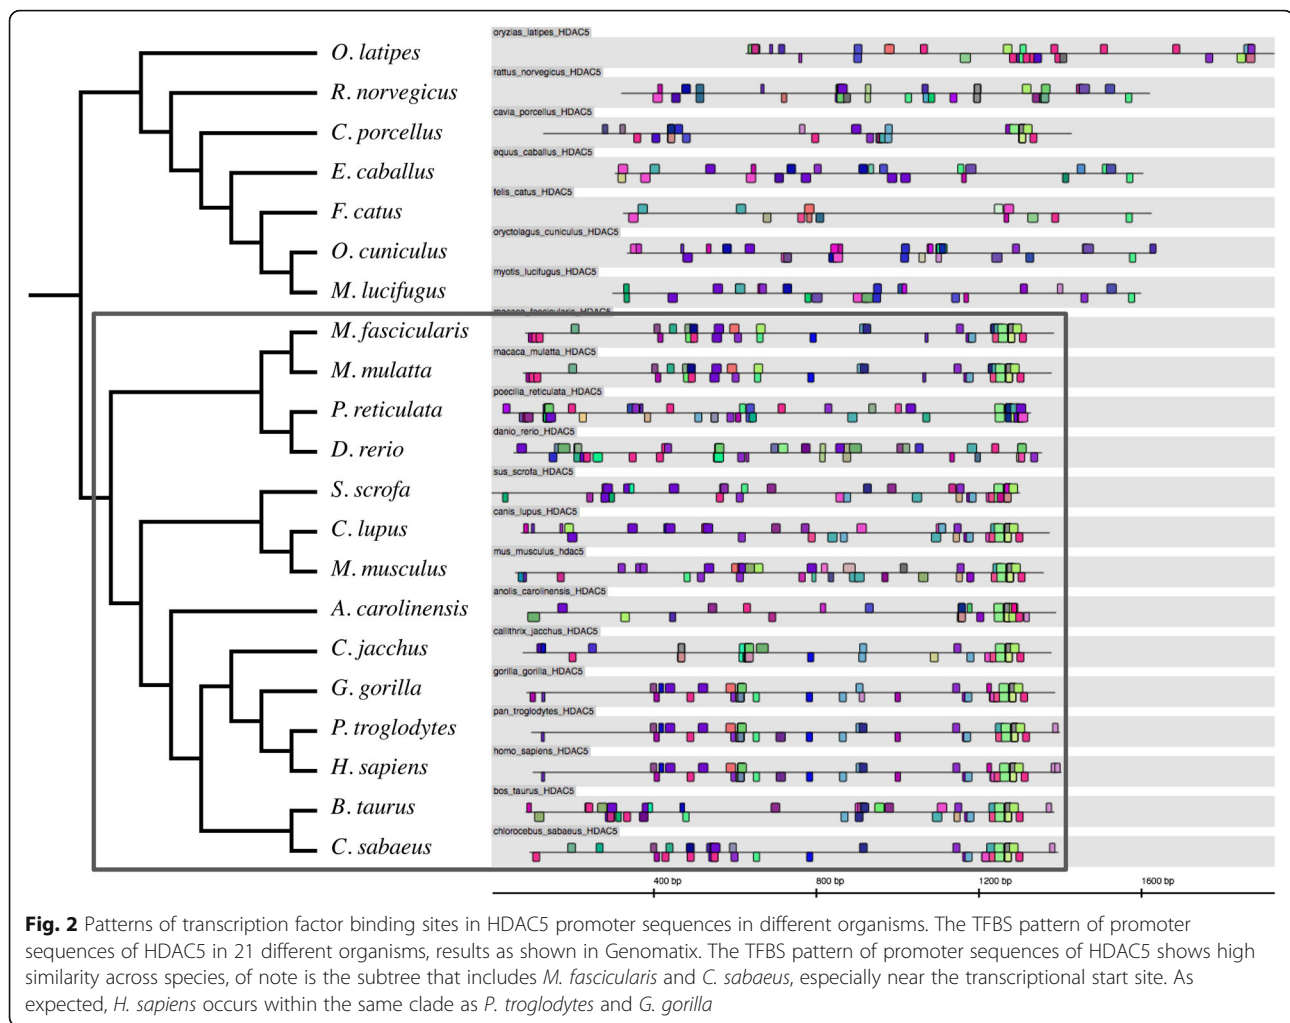 oryzias_latipes_HDAC5
O. latipes
rattus_norvegicus_HDAC5
R. norvegicus
cavia_porcellus_HDAC5
C. porcellus
equus_caballus_HDAC5
E. caballus
felis_catus_HDAC5
F. catus
oryctolagus_cuniculus_HDAC5
O. cuniculus
myotis_lucifugus_HDAC5
M. lucifugus
macaca_fascicularis_HDAC5
M. fascicularis
macaca_mulatta_HDAC5
M. mulatta
poecilia_reticulata_HDAC5
P. reticulata
danio_rerio_HDAC5
D. rerio
sus_scrofa_HDAC5
S. scrofa
canis_lupus_HDAC5
C. lupus
mus_musculus_hdac5
M. musculus
anolis_carolinensis_HDAC5
A. carolinensis
callithrix_jacchus_HDAC5
C. jacchus
gorilla_gorilla_HDAC5
G. gorilla
pan_troglodytes_HDAC5
P. troglodytes
homo_sapiens_HDAC5
H. sapiens
bos_taurus_HDAC5
B. taurus
chlorocebus_sabaeus_HDAC5
C. sabaeus
400 bp 800 bp 1200 bp 1600 bp
Fig. 2 Patterns of transcription factor binding sites in HDAC5 promoter sequences in different organisms. The TFBS pattern of promoter
sequences of HDAC5 in 21 different organisms, results as shown in Genomatix. The TFBS pattern of promoter sequences of HDAC5 shows high
similarity across species, of note is the subtree that includes M. fascicularis and C. sabaeus, especially near the transcriptional start site. As
expected, H. sapiens occurs within the same clade as P. troglodytes and G. gorilla